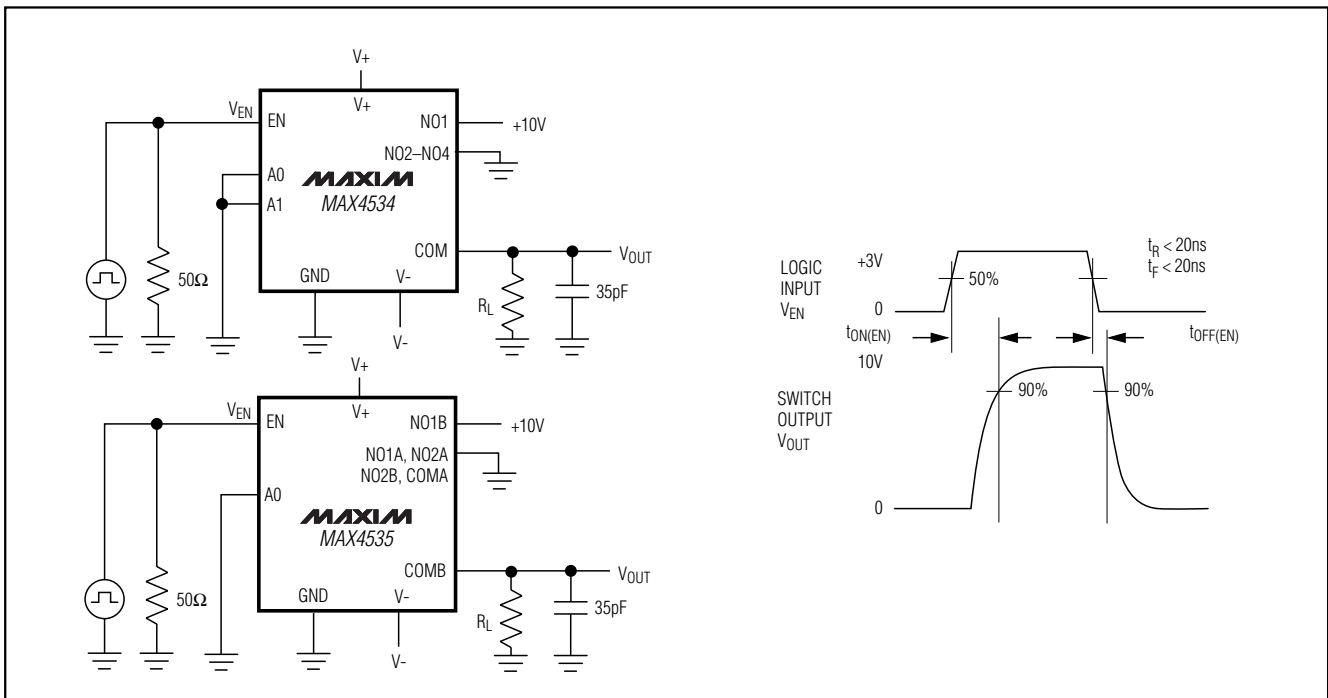 V+
V+
VEN
EN
NO1
+10V
NO2–NO4
A0
MAXIM
MAX4534
A1
COM
VOUT
GND
V-
50Ω
RL
35pF
V-
V+
V+
VEN
EN
NO1B
+10V
NO1A, NO2A
NO2B, COMA
A0
MAXIM
MAX4535
COMB
VOUT
GND
V-
50Ω
RL
35pF
V-
LOGIC
INPUT
VEN
+3V
0
50%
tR < 20ns
tF < 20ns
tON(EN)
tOFF(EN)
10V
SWITCH
OUTPUT
VOUT
90%
90%
0